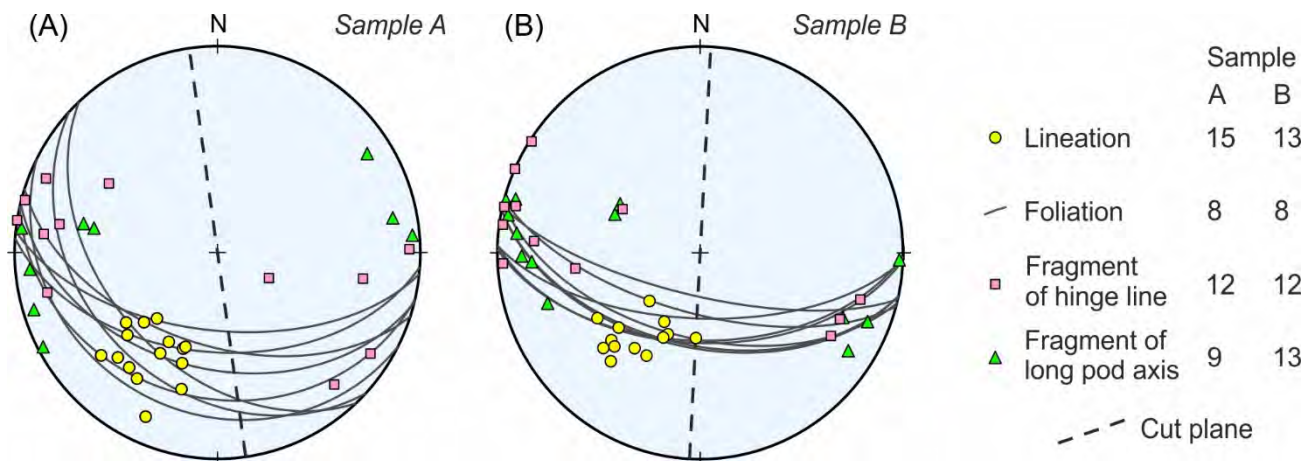 (A) N Sample A
(B) N Sample B
Sample
A B
Lineation 15 13
Foliation 8 8
Fragment
of hinge line 12 12
Fragment of
long pod axis 9 13
Cut plane